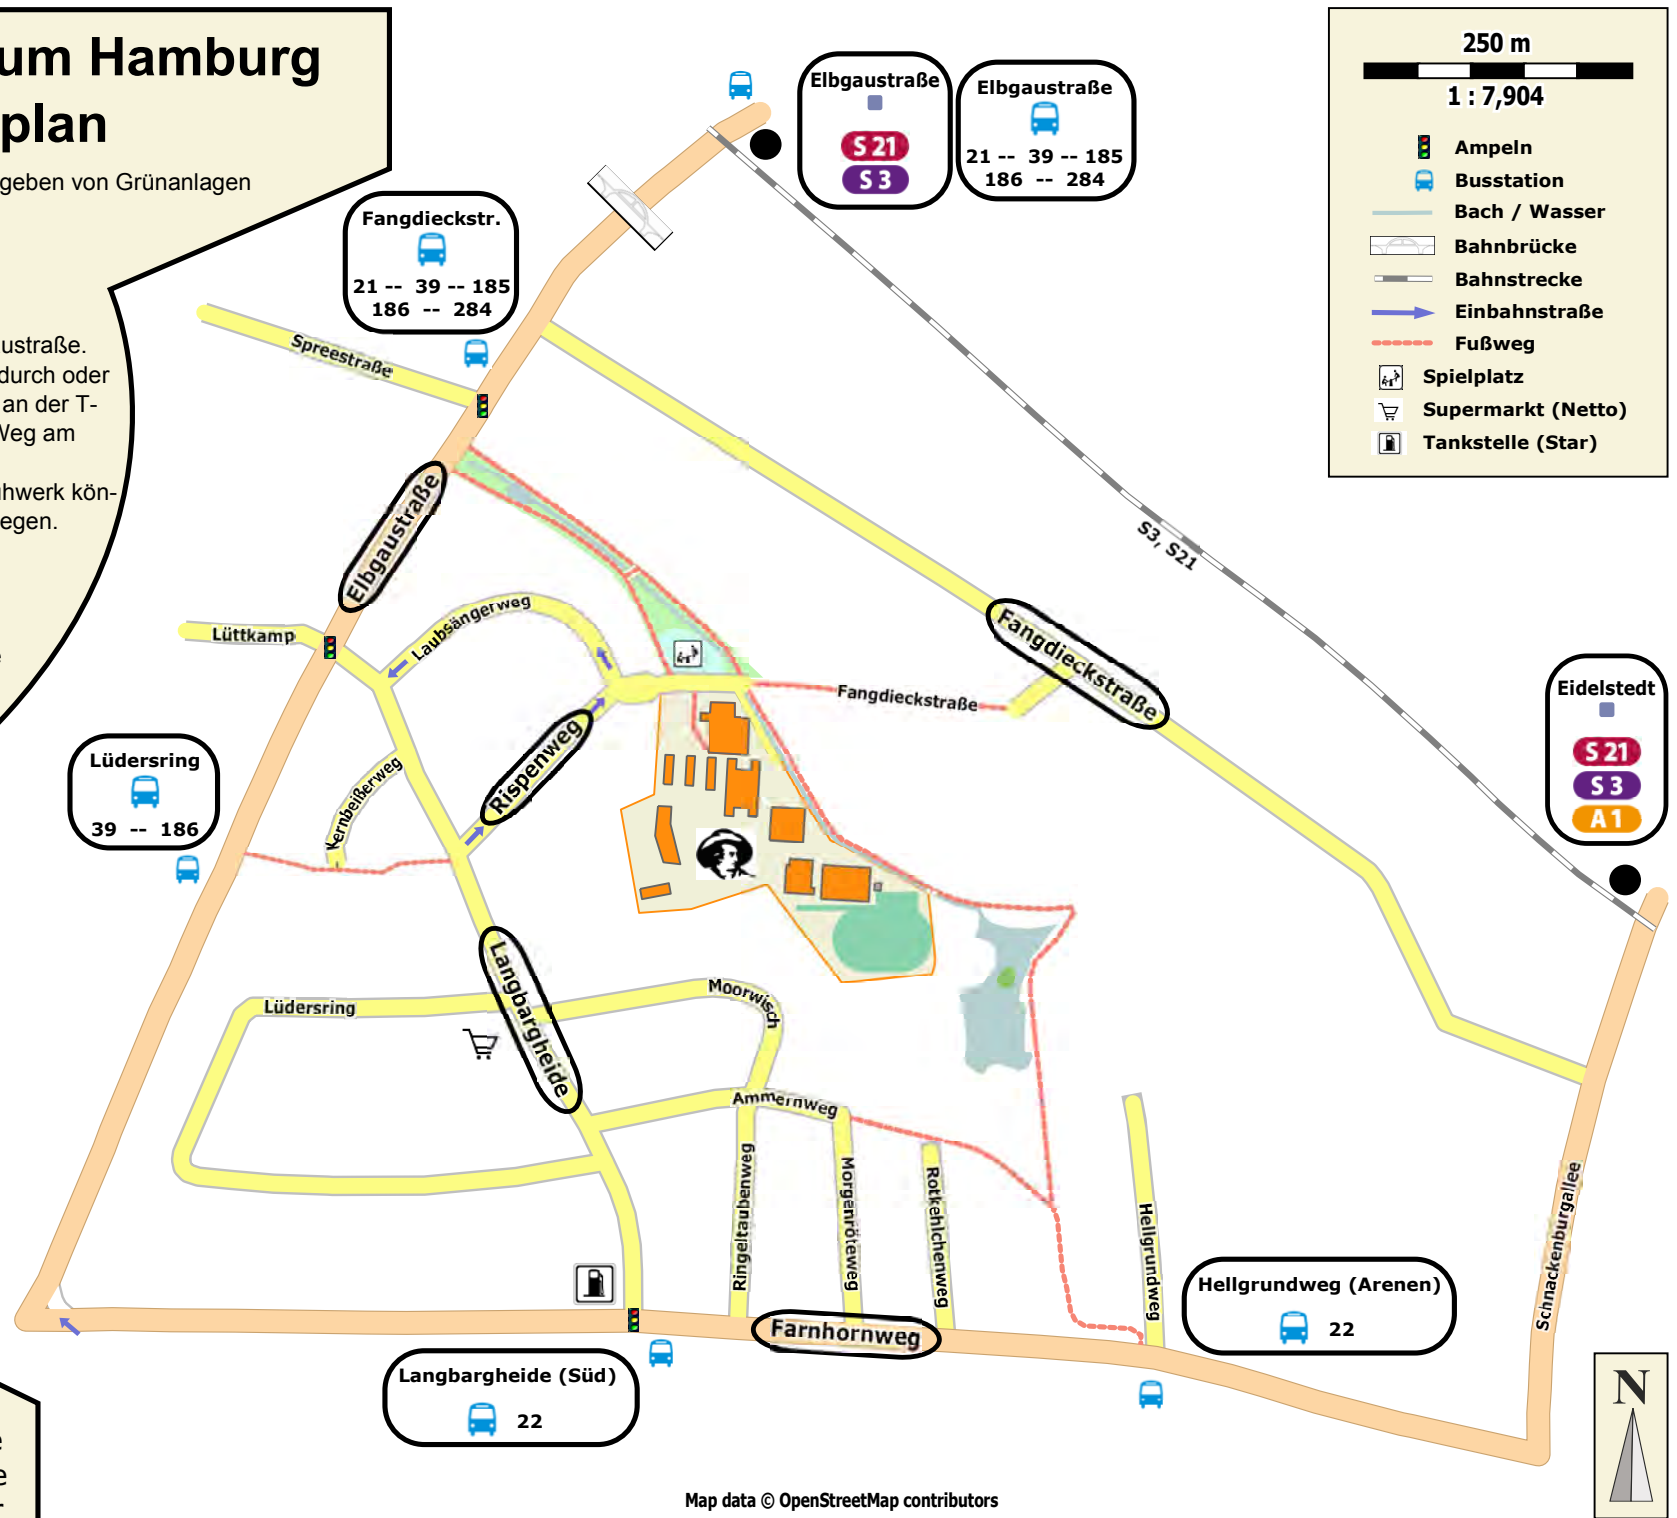 um Hamburg
plan
geben von Grünanlagen
ustraße.
durch oder
an der T-
Weg am
hwerk kön-
egen.
e
Fangdieckstr.
21 -- 39 -- 185
186 -- 284
Elbgaustraße
S 21
S 3
Elbgaustraße
21 -- 39 -- 185
186 -- 284
250 m
1 : 7,904
Ampeln
Busstation
Bach / Wasser
Bahnbrücke
Bahnstrecke
Einbahnstraße
Fußweg
Spielplatz
Supermarkt (Netto)
Tankstelle (Star)
Spreestraße
Elbgaustraße
S3, S21
Lüttkamp
Laubsängerweg
Fangdieckstraße
Fangdieckstraße
Eidelstedt
S 21
S 3
A 1
Rispenweg
Lüdersring
39 -- 186
Kernbeißerweg
Langbargheide
Lüdersring
Moorwisch
Ammernweg
Ringeltaubenweg
Morgenröteweg
Rotkehlchenweg
Hellgrundweg
Schnackenburgallee
Hellgrundweg (Arenen)
22
Farnhornweg
Langbargheide (Süd)
22
N
e
e
Map data © OpenStreetMap contributors